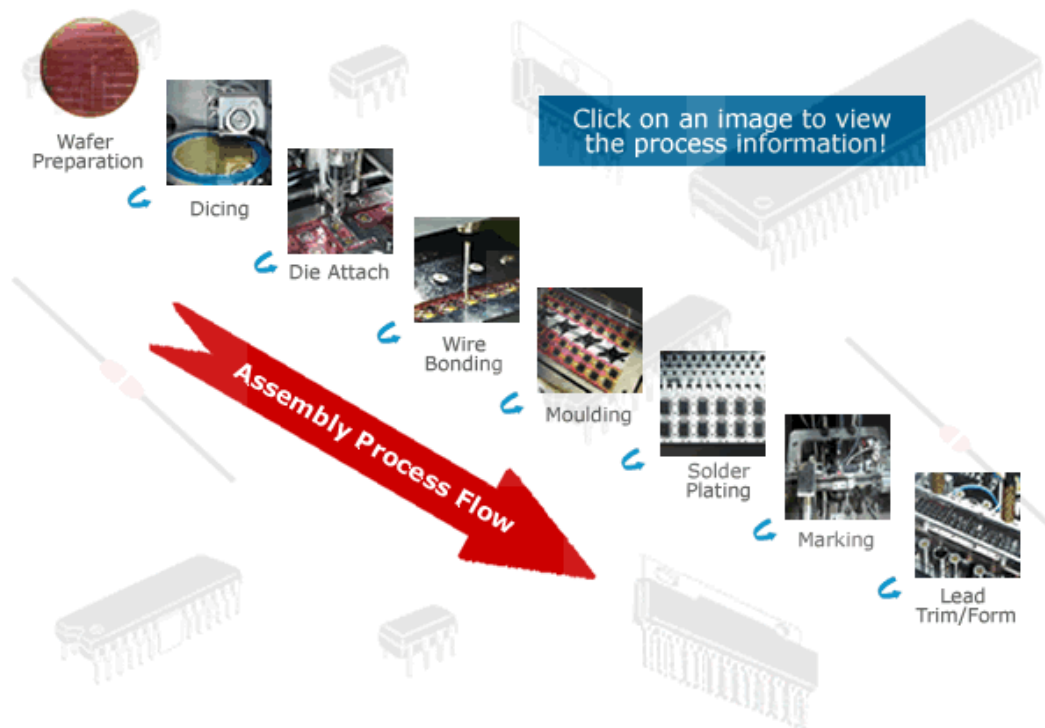 Wafer
Preparation
Dicing
Die Attach
Wire
Bonding
Moulding
Solder
Plating
Marking
Lead
Trim/Form
Click on an image to view
the process information!
Assembly Process Flow